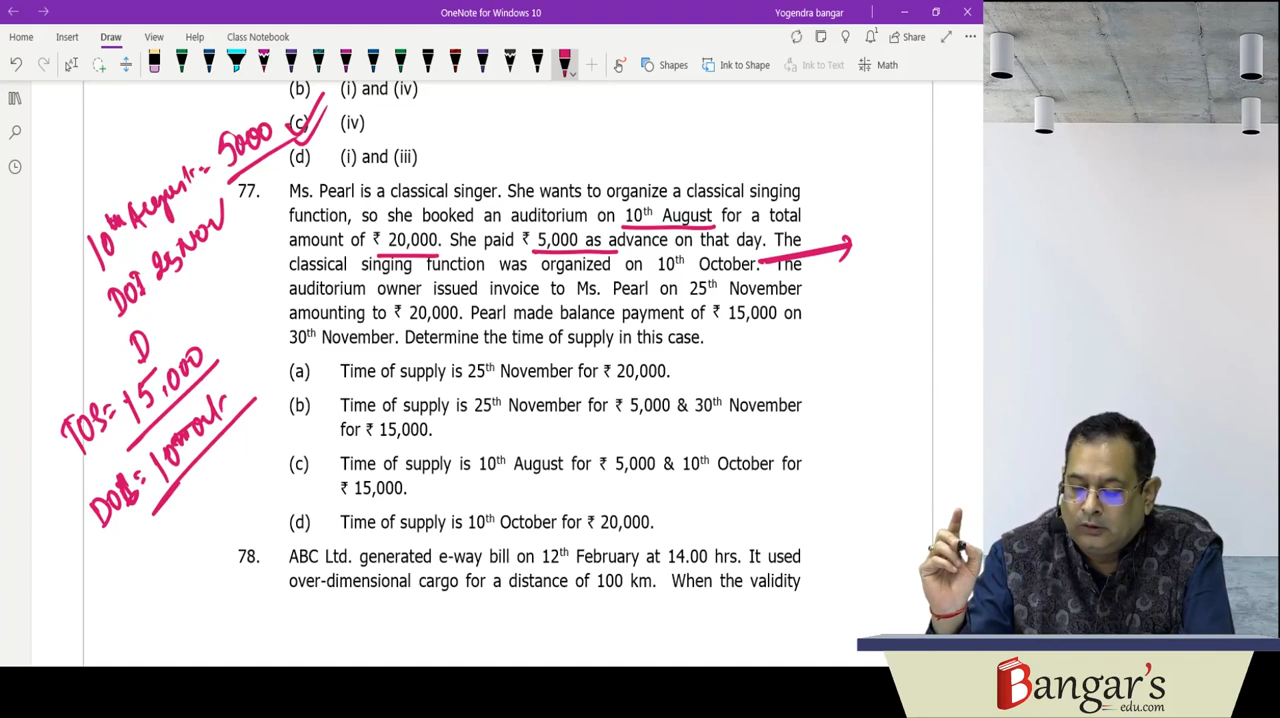 OneNote for Windows 10
Yogendra bangar
Home Insert Draw View Help Class Notebook
Share
Shapes Ink to Shape Ink to Text Math
(b) (i) and (iv)
(c) (iv)
(d) (i) and (iii)
77. Ms. Pearl is a classical singer. She wants to organize a classical singing
function, so she booked an auditorium on 10th August for a total
amount of ₹ 20,000. She paid ₹ 5,000 as advance on that day. The
classical singing function was organized on 10th October. The
auditorium owner issued invoice to Ms. Pearl on 25th November
amounting to ₹ 20,000. Pearl made balance payment of ₹ 15,000 on
30th November. Determine the time of supply in this case.
(a) Time of supply is 25th November for ₹ 20,000.
(b) Time of supply is 25th November for ₹ 5,000 & 30th November
for ₹ 15,000.
(c) Time of supply is 10th August for ₹ 5,000 & 10th October for
₹ 15,000.
(d) Time of supply is 10th October for ₹ 20,000.
78. ABC Ltd. generated e-way bill on 12th February at 14.00 hrs. It used
over-dimensional cargo for a distance of 100 km. When the validity
10th August = 5000
DOI 25 Nov
D
TOS = 15,000
Bangar's
edu.com